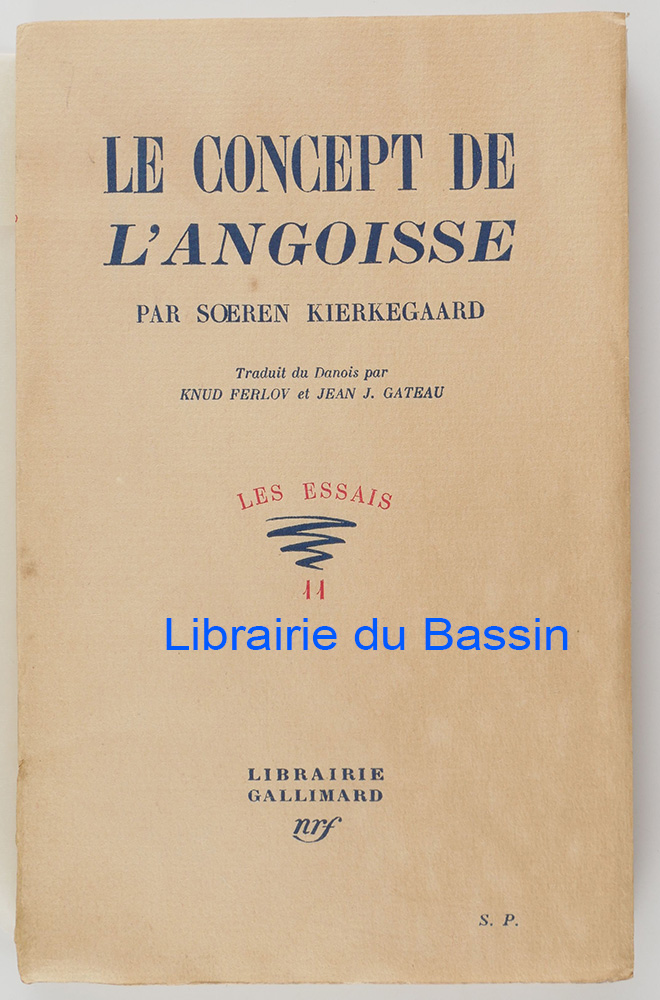 LE CONCEPT DE
L'ANGOISSE
PAR SŒREN KIERKEGAARD
Traduit du Danois par
KNUD FERLOV et JEAN J. GATEAU
LES ESSAIS
11
Librairie du Bassin
LIBRAIRIE
GALLIMARD
nrf
S. P.